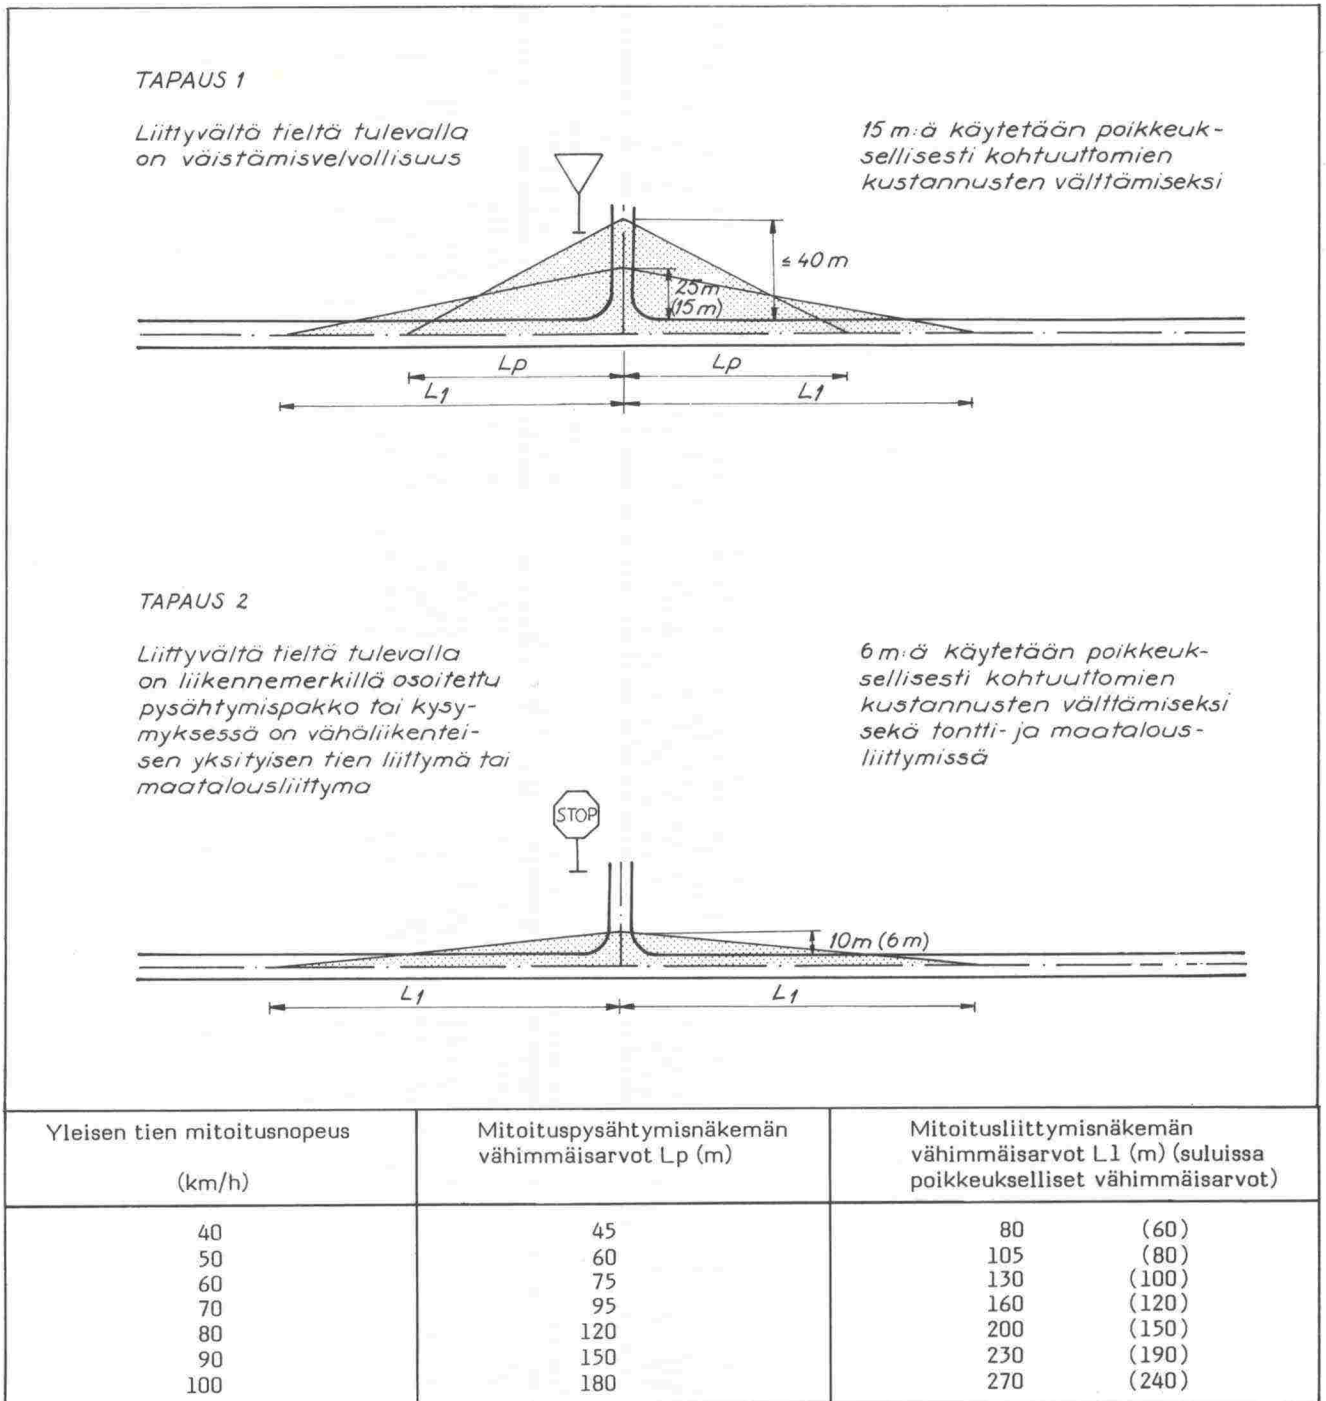 TAPAUS 1
Liittyvältä tieltä tulevalla
on väistämisvelvollisuus
15 m:ä käytetään poikkeuk-
sellisesti kohtuuttomien
kustannusten välttämiseksi
≤ 40 m
25 m
(15 m)
Lp Lp
L1 L1
TAPAUS 2
Liittyvältä tieltä tulevalla
on liikennemerkillä osoitettu
pysähtymispakko tai kysy-
myksessä on vähäliikentei-
sen yksityisen tien liittymä tai
maatalousliittyma
6 m:ä käytetään poikkeuk-
sellisesti kohtuuttomien
kustannusten välttämiseksi
sekä tontti- ja maatalous-
liittymissä
STOP
10m (6m)
L1 L1
Yleisen tien mitoitusnopeus
(km/h)
Mitoituspysähtymisnäkemän
vähimmäisarvot Lp (m)
Mitoitusliittymisnäkemän
vähimmäisarvot L1 (m) (suluissa
poikkeukselliset vähimmäisarvot)
40 45 80 (60)
50 60 105 (80)
60 75 130 (100)
70 95 160 (120)
80 120 200 (150)
90 150 230 (190)
100 180 270 (240)